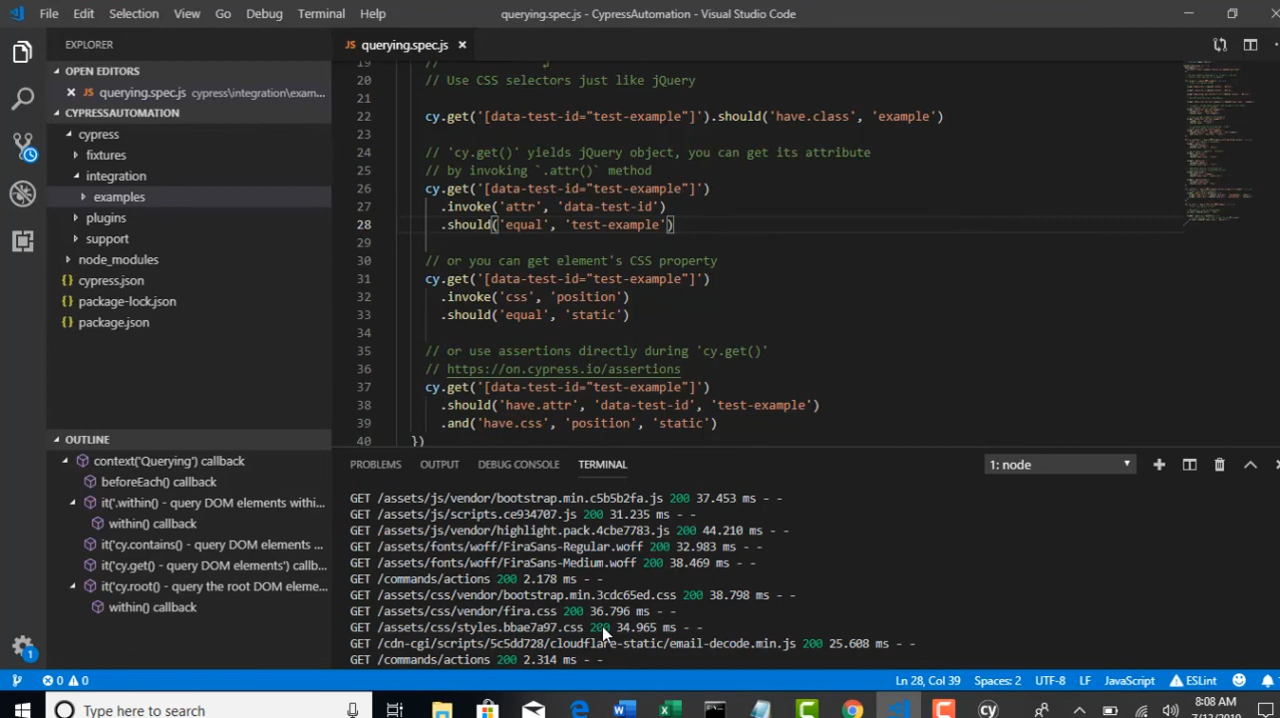 File Edit Selection View Go Debug Terminal Help querying.spec.js - CypressAutomation - Visual Studio Code
EXPLORER
OPEN EDITORS
JS querying.spec.js cypress\integration\exam...
CYPRESSAUTOMATION
cypress
fixtures
integration
examples
plugins
support
node_modules
{} cypress.json
{} package-lock.json
{} package.json
OUTLINE
context('Querying') callback
beforeEach() callback
it('.within() - query DOM elements withi...
within() callback
it('cy.contains() - query DOM elements ...
it('cy.get() - query DOM elements') callb...
it('cy.root() - query the root DOM eleme...
within() callback
JS querying.spec.js
19 //
20 // Use CSS selectors just like jQuery
21
22 cy.get('[data-test-id="test-example"]').should('have.class', 'example')
23
24 // 'cy.get()` yields jQuery object, you can get its attribute
25 // by invoking `.attr()` method
26 cy.get('[data-test-id="test-example"]')
27 .invoke('attr', 'data-test-id')
28 .should('equal', 'test-example')
29
30 // or you can get element's CSS property
31 cy.get('[data-test-id="test-example"]')
32 .invoke('css', 'position')
33 .should('equal', 'static')
34
35 // or use assertions directly during 'cy.get()'
36 // https://on.cypress.io/assertions
37 cy.get('[data-test-id="test-example"]')
38 .should('have.attr', 'data-test-id', 'test-example')
39 .and('have.css', 'position', 'static')
40 })
PROBLEMS OUTPUT DEBUG CONSOLE TERMINAL 1: node
GET /assets/js/vendor/bootstrap.min.c5b5b2fa.js 200 37.453 ms - -
GET /assets/js/scripts.ce934707.js 200 31.235 ms - -
GET /assets/js/vendor/highlight.pack.4cbe7783.js 200 44.210 ms - -
GET /assets/fonts/woff/FiraSans-Regular.woff 200 32.983 ms - -
GET /assets/fonts/woff/FiraSans-Medium.woff 200 38.469 ms - -
GET /commands/actions 200 2.178 ms - -
GET /assets/css/vendor/bootstrap.min.3cdc65ed.css 200 38.798 ms - -
GET /assets/css/vendor/fira.css 200 36.796 ms - -
GET /assets/css/styles.bbae7a97.css 200 34.965 ms - -
GET /cdn-cgi/scripts/5c5dd728/cloudflare-static/email-decode.min.js 200 25.608 ms - -
GET /commands/actions 200 2.314 ms - -
1
0 0 Ln 28, Col 39 Spaces: 2 UTF-8 LF JavaScript ESLint
Type here to search
cy
8:08 AM